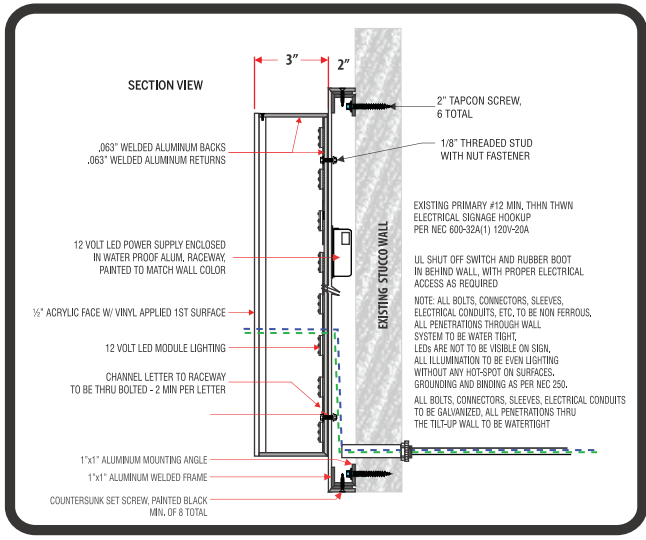 3"
2"
SECTION VIEW
2" TAPCON SCREW,
6 TOTAL
.063" WELDED ALUMINUM BACKS
.063" WELDED ALUMINUM RETURNS
1/8" THREADED STUD
WITH NUT FASTENER
EXISTING PRIMARY #12 MIN, THHN THWN
ELECTRICAL SIGNAGE HOOKUP
PER NEC 600-32A(1) 120V-20A
12 VOLT LED POWER SUPPLY ENCLOSED
IN WATER PROOF ALUM, RACEWAY,
PAINTED TO MATCH WALL COLOR
EXISTING STUCCO WALL
UL SHUT OFF SWITCH AND RUBBER BOOT
IN BEHIND WALL, WITH PROPER ELECTRICAL
ACCESS AS REQUIRED
NOTE: ALL BOLTS, CONNECTORS, SLEEVES,
ELECTRICAL CONDUITS, ETC, TO BE NON FERROUS.
ALL PENETRATIONS THROUGH WALL
SYSTEM TO BE WATER TIGHT,
LEDs ARE NOT TO BE VISIBLE ON SIGN,
ALL ILLUMINATION TO BE EVEN LIGHTING
WITHOUT ANY HOT-SPOT ON SURFACES.
GROUNDING AND BINDING AS PER NEC 250.
½" ACRYLIC FACE W/ VINYL APPLIED 1ST SURFACE
12 VOLT LED MODULE LIGHTING
CHANNEL LETTER TO RACEWAY
TO BE THRU BOLTED - 2 MIN PER LETTER
ALL BOLTS, CONNECTORS, SLEEVES, ELECTRICAL CONDUITS
TO BE GALVANIZED, ALL PENETRATIONS THRU
THE TILT-UP WALL TO BE WATERTIGHT
1"x1" ALUMINUM MOUNTING ANGLE
1"x1" ALUMINUM WELDED FRAME
COUNTERSUNK SET SCREW, PAINTED BLACK
MIN. OF 8 TOTAL